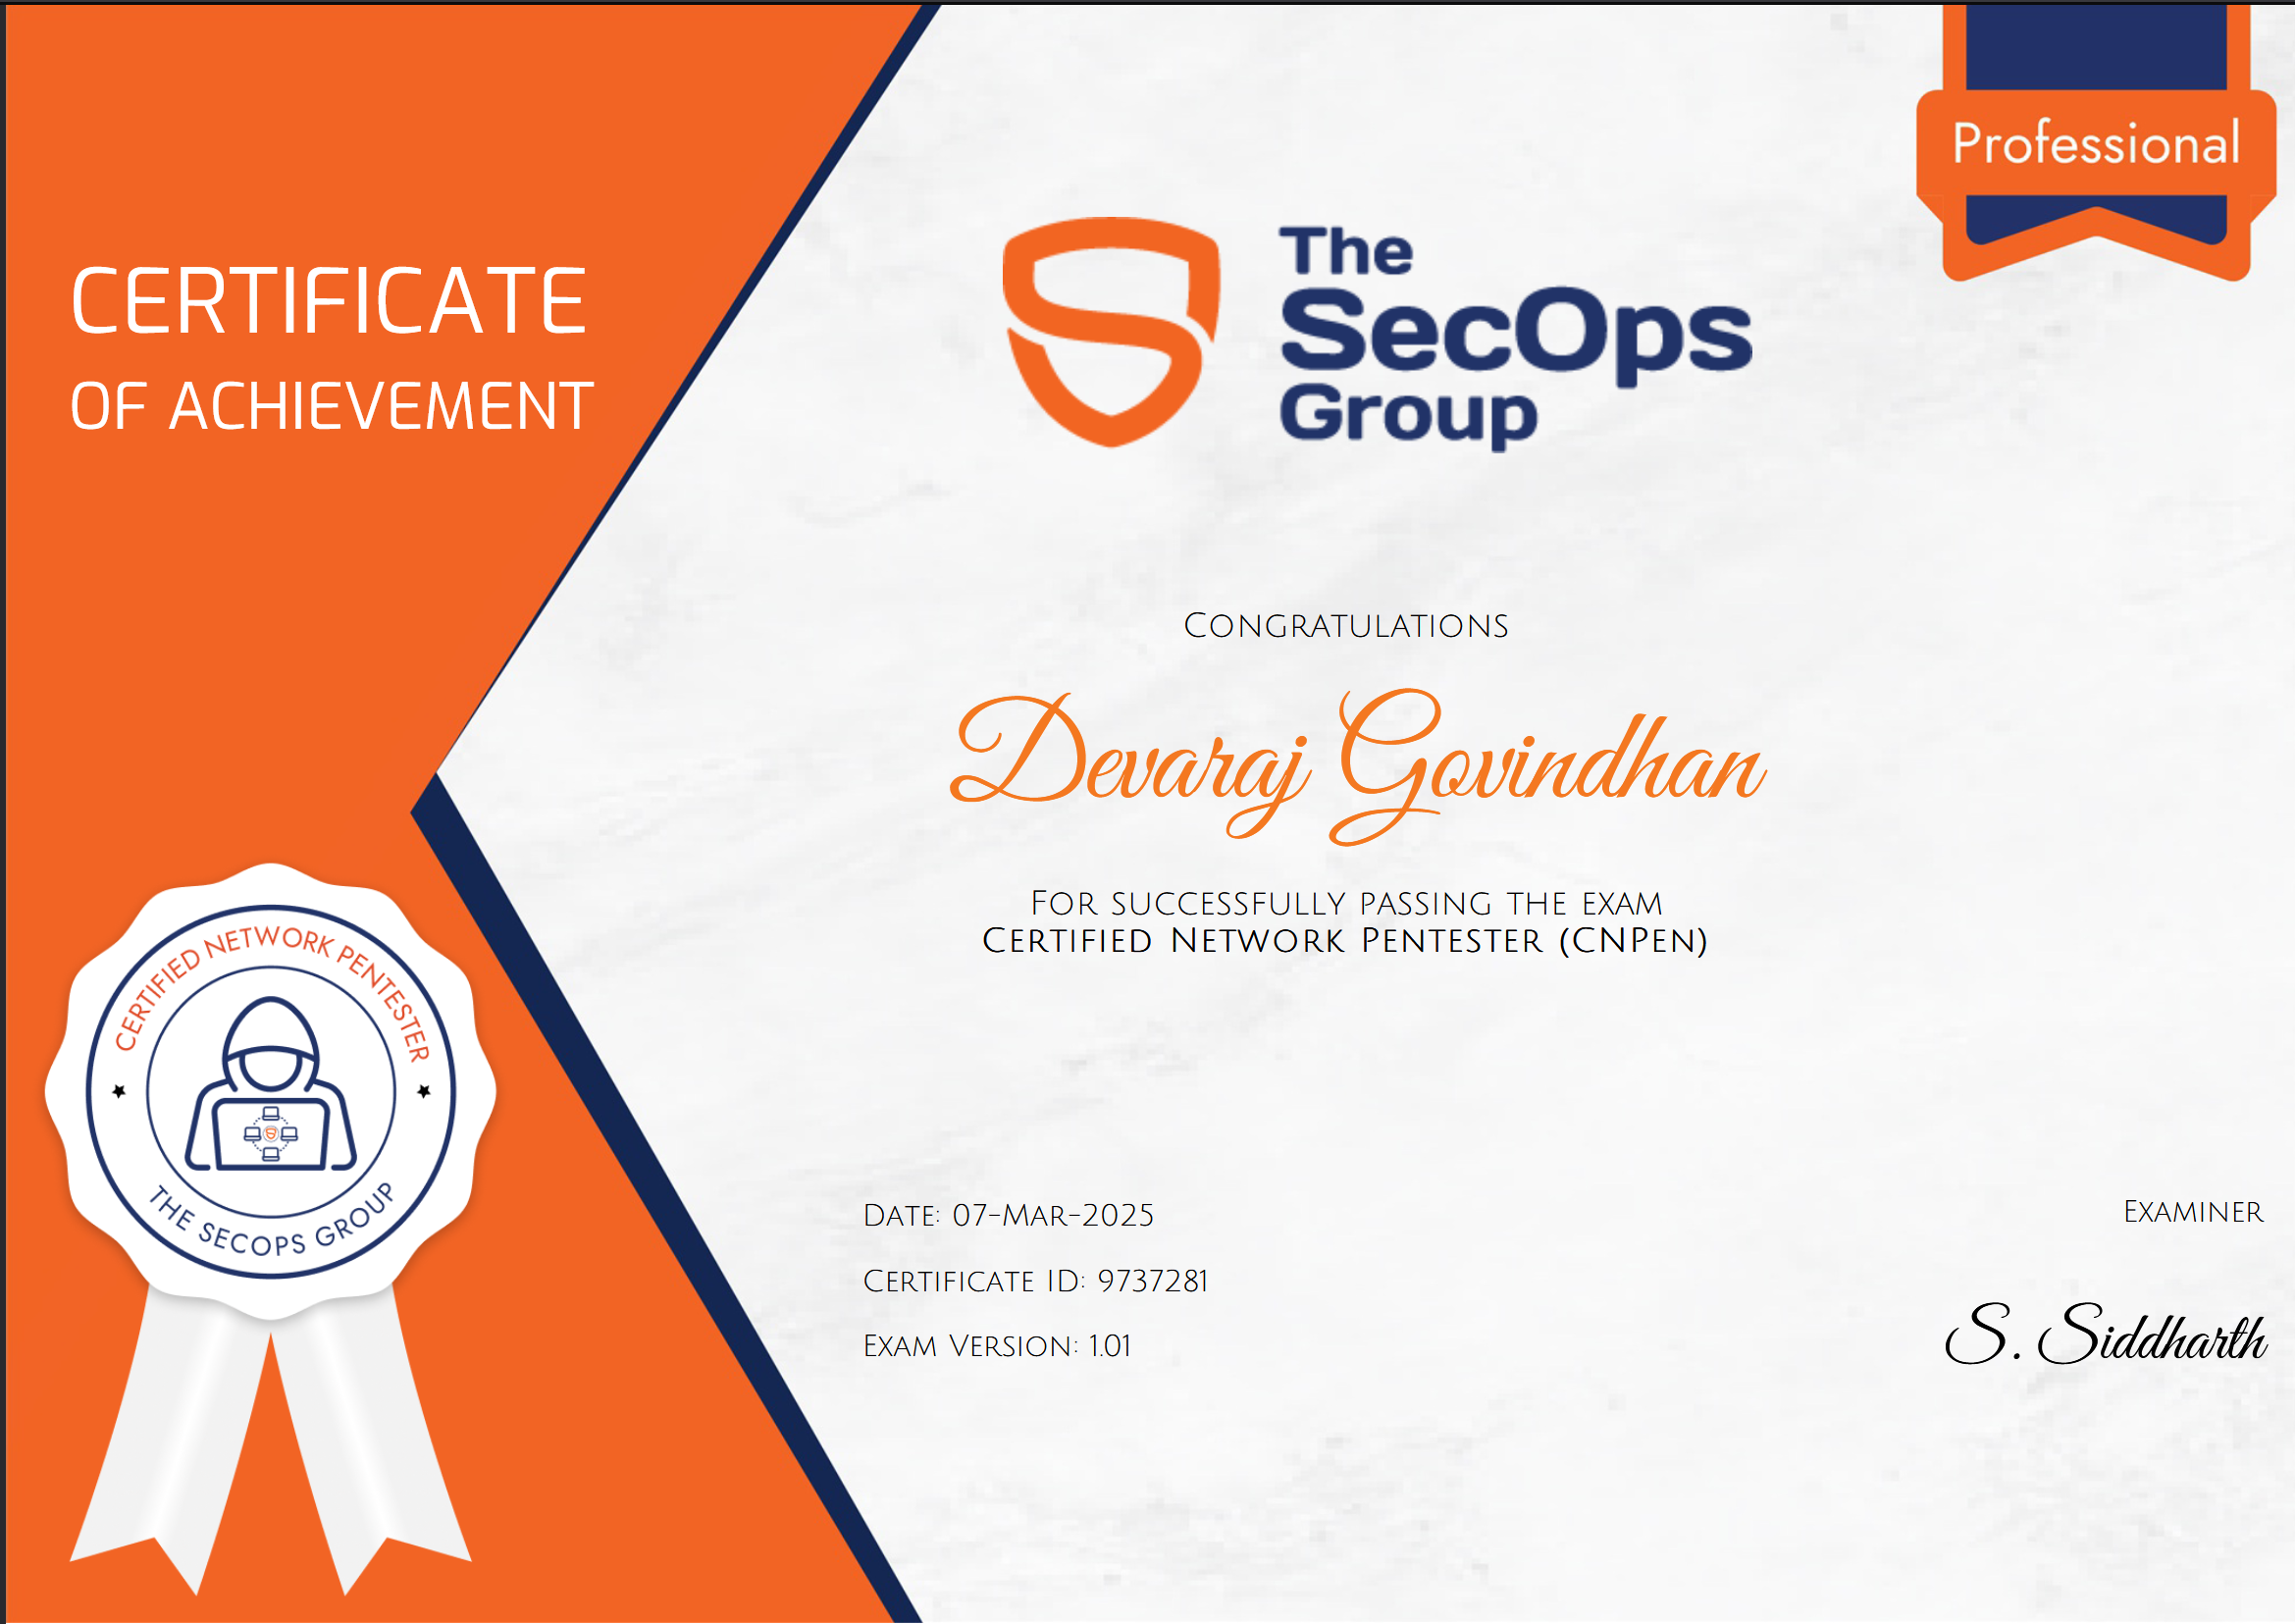 CERTIFICATE
OF ACHIEVEMENT
Professional
The
SecOps
Group
Congratulations
Devaraj Govindhan
For successfully passing the exam
Certified Network Pentester (CNPen)
CERTIFIED NETWORK PENTESTER
THE SECOPS GROUP
Date: 07-Mar-2025
Certificate ID: 9737281
Exam Version: 1.01
Examiner
S. Siddharth